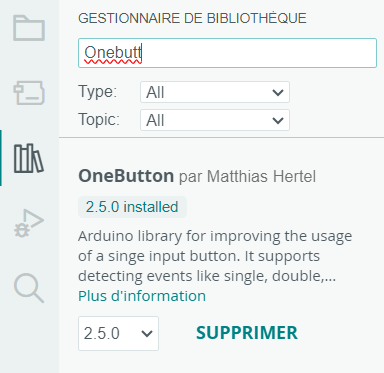 GESTIONNAIRE DE BIBLIOTHÈQUE
Onebutt
Type: All
Topic: All
OneButton par Matthias Hertel
2.5.0 installed
Arduino library for improving the usage
of a singe input button. It supports
detecting events like single, double,...
Plus d'information
2.5.0 SUPPRIMER